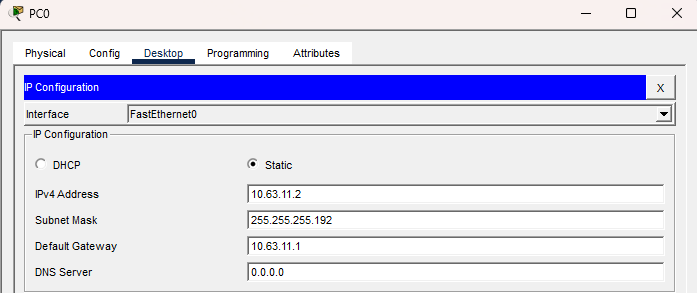 PC0
Physical Config Desktop Programming Attributes
IP Configuration X
Interface FastEthernet0
IP Configuration
DHCP Static
IPv4 Address 10.63.11.2
Subnet Mask 255.255.255.192
Default Gateway 10.63.11.1
DNS Server 0.0.0.0